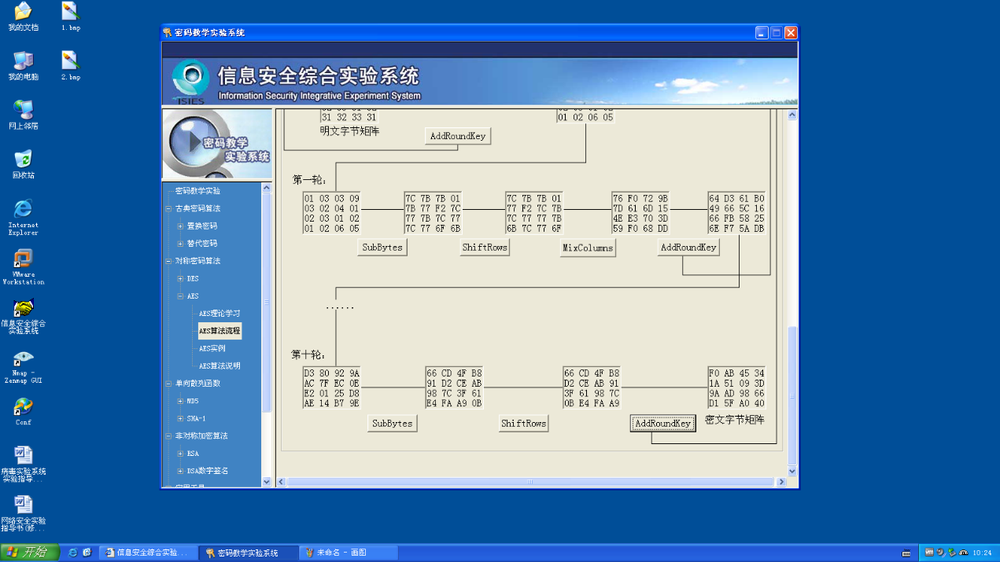 我的文档
1.bmp
我的电脑
2.bmp
网上邻居
回收站
Internet
Explorer
VMware
Workstation
信息安全综合
实验系统
Nmap -
Zenmap GUI
Conf
病毒实验系统
实验指导...
网络安全实验
指导书(修...
密码教学实验系统
ISIES
信息安全综合实验系统
Information Security Integrative Experiment System
密码教学
实验系统
密码教学实验
古典密码算法
置换密码
替代密码
对称密码算法
DES
AES
AES理论学习
AES算法流程
AES实例
AES算法说明
单向散列函数
MD5
SHA-1
非对称加密算法
RSA
DSA数字签名
31 32 33 31
01 02 06 05
明文字节矩阵
AddRoundKey
第一轮:
01 03 03 09
03 02 04 01
02 03 01 02
01 02 06 05
7C 7B 7B 01
7B 77 F2 7C
77 7B 7C 77
7C 77 6F 6B
7C 7B 7B 01
77 F2 7C 7B
7C 77 77 7B
6B 7C 77 6F
76 F0 72 9B
7D 61 6D 15
4E E3 70 3D
59 F0 68 DD
64 D3 61 B0
49 66 5C 16
66 FB 58 25
6E F7 5A DB
SubBytes
ShiftRows
MixColumns
AddRoundKey
......
第十轮:
D3 80 92 9A
AC 7F EC 0E
E2 01 25 D8
AE 14 B7 9E
66 CD 4F B8
91 D2 CE AB
98 7C 3F 61
E4 FA A9 0B
66 CD 4F B8
D2 CE AB 91
3F 61 98 7C
0B E4 FA A9
F0 AB 45 34
1A 51 09 3D
9A AD 98 66
D1 5F A0 40
SubBytes
ShiftRows
AddRoundKey
密文字节矩阵
开始
信息安全综合实验...
密码教学实验系统
未命名 - 画图
10:24